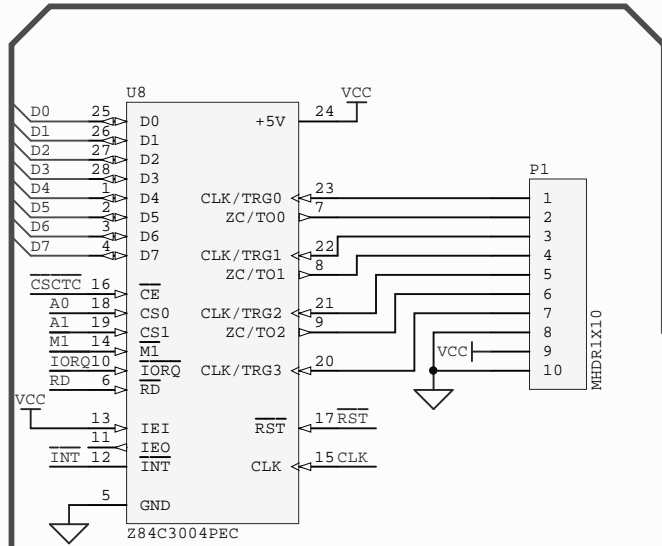 U8
VCC
D0 25 D0 +5V 24
D1 26 D1
D2 27 D2
D3 28 D3 P1
D4 1 D4 CLK/TRG0 23 1
D5 2 D5 ZC/TO0 7 2
D6 3 D6 3
D7 4 D7 CLK/TRG1 22 4
ZC/TO1 8 5
CSCTC 16 CE 6
A0 18 CS0 CLK/TRG2 21 7
A1 19 CS1 ZC/TO2 9 8
M1 14 M1 VCC 9
IORQ 10 IORQ CLK/TRG3 20 10
RD 6 RD
MHDR1X10
VCC
13 IEI RST 17 RST
11 IEO
INT 12 INT CLK 15 CLK
5 GND
Z84C3004PEC